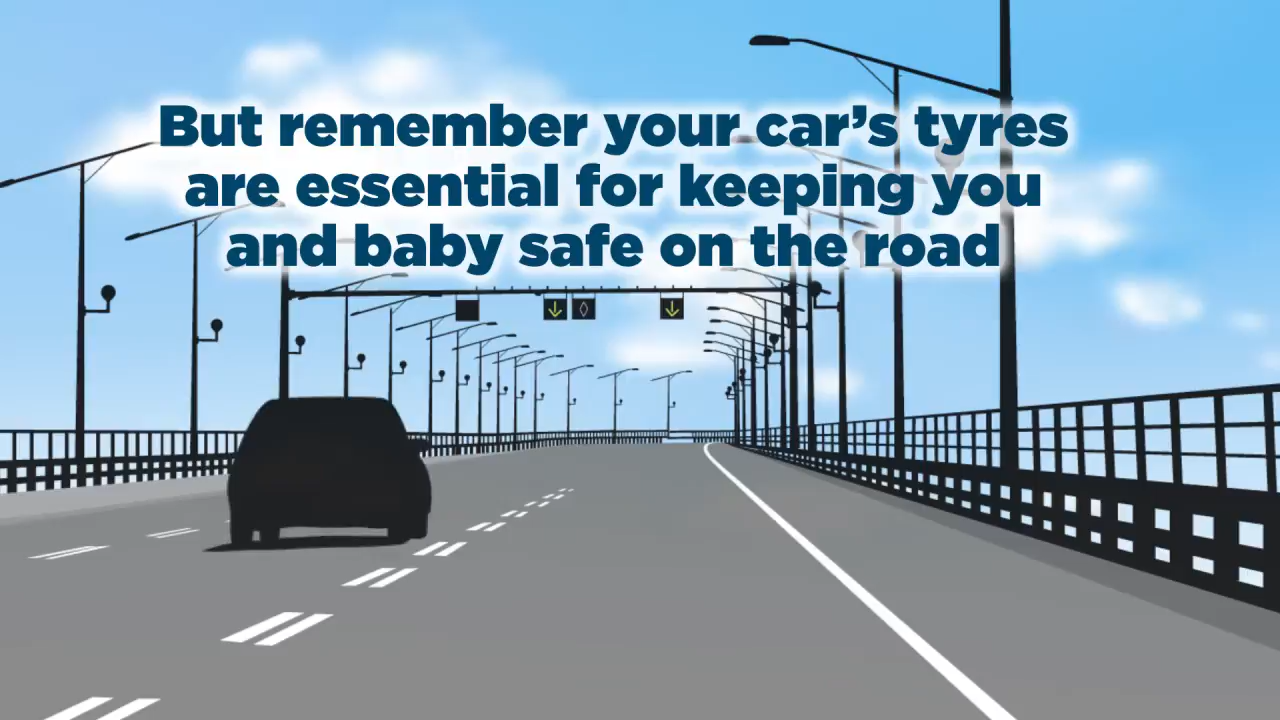 But remember your car’s tyres
are essential for keeping you
and baby safe on the road